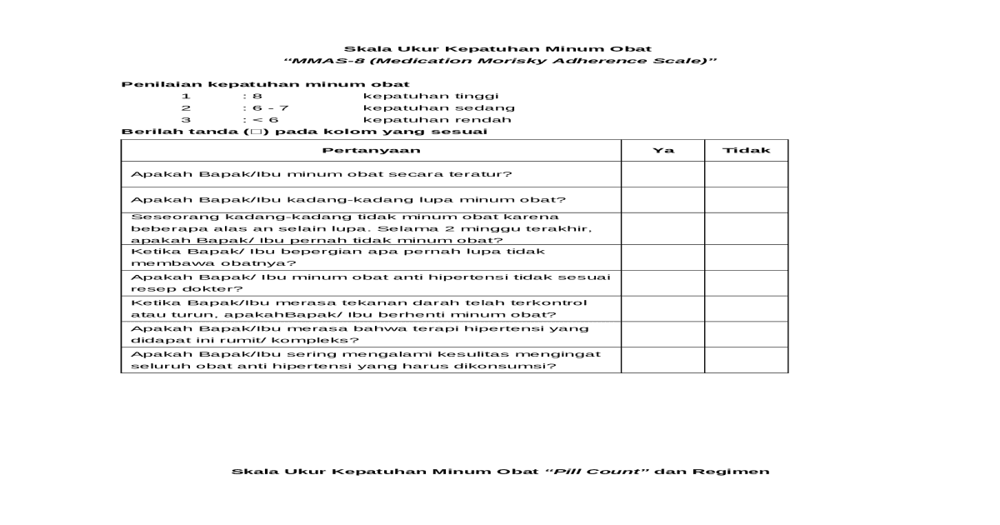 Skala Ukur Kepatuhan Minum Obat
“MMAS-8 (Medication Morisky Adherence Scale)”
Penilaian kepatuhan minum obat
1 : 8 kepatuhan tinggi
2 : 6 - 7 kepatuhan sedang
3 : < 6 kepatuhan rendah
Berilah tanda (□) pada kolom yang sesuai
Pertanyaan Ya Tidak
Apakah Bapak/Ibu minum obat secara teratur?
Apakah Bapak/Ibu kadang-kadang lupa minum obat?
Seseorang kadang-kadang tidak minum obat karena
beberapa alas an selain lupa. Selama 2 minggu terakhir,
apakah Bapak/ Ibu pernah tidak minum obat?
Ketika Bapak/ Ibu bepergian apa pernah lupa tidak
membawa obatnya?
Apakah Bapak/ Ibu minum obat anti hipertensi tidak sesuai
resep dokter?
Ketika Bapak/Ibu merasa tekanan darah telah terkontrol
atau turun, apakahBapak/ Ibu berhenti minum obat?
Apakah Bapak/Ibu merasa bahwa terapi hipertensi yang
didapat ini rumit/ kompleks?
Apakah Bapak/Ibu sering mengalami kesulitas mengingat
seluruh obat anti hipertensi yang harus dikonsumsi?
Skala Ukur Kepatuhan Minum Obat “Pill Count” dan Regimen